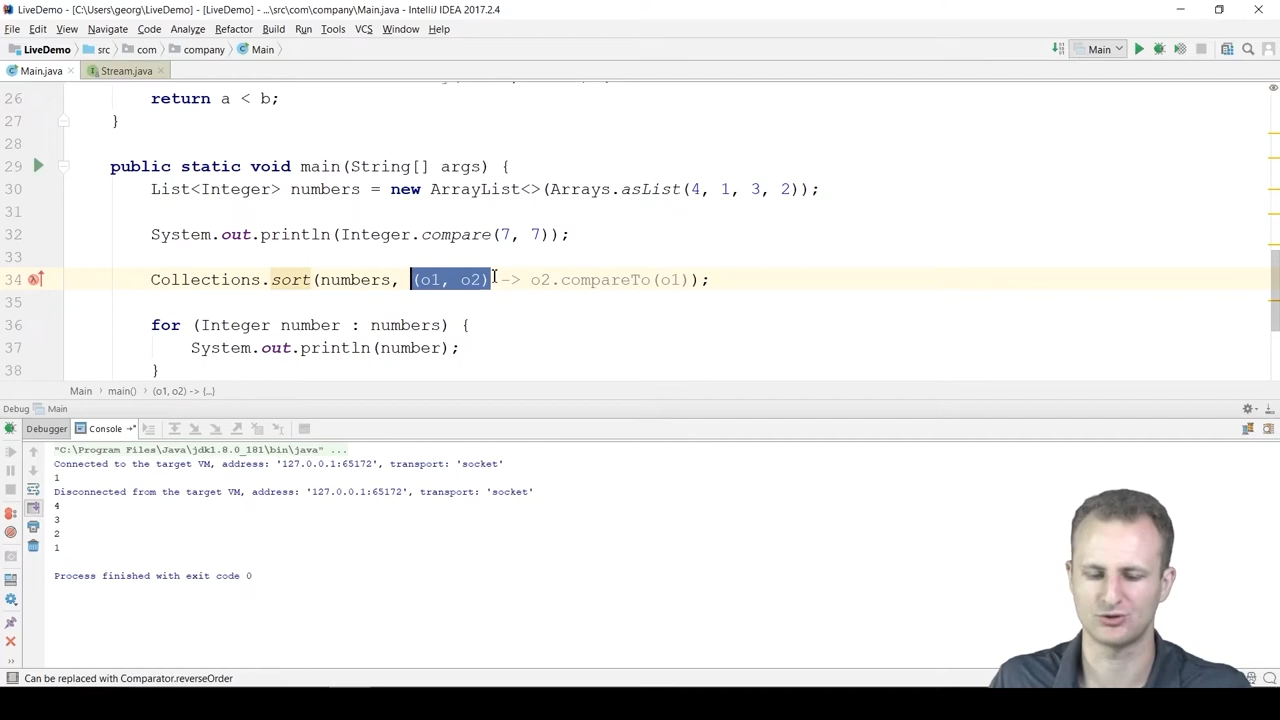 LiveDemo - [C:\Users\georg\LiveDemo] - [LiveDemo] - ...\src\com\company\Main.java - IntelliJ IDEA 2017.2.4
File Edit View Navigate Code Analyze Refactor Build Run Tools VCS Window Help
LiveDemo src com company Main
Main
Main.java Stream.java
26 return a < b;
27 }
28
29 public static void main(String[] args) {
30 List<Integer> numbers = new ArrayList<>(Arrays.asList(4, 1, 3, 2));
31
32 System.out.println(Integer.compare(7, 7));
33
34 Collections.sort(numbers, (o1, o2) -> o2.compareTo(o1));
35
36 for (Integer number : numbers) {
37 System.out.println(number);
38 }
Main main() (o1, o2) -> {...}
Debug Main
Debugger Console
"C:\Program Files\Java\jdk1.8.0_181\bin\java" ...
Connected to the target VM, address: '127.0.0.1:65172', transport: 'socket'
1
Disconnected from the target VM, address: '127.0.0.1:65172', transport: 'socket'
4
3
2
1
Process finished with exit code 0
Can be replaced with Comparator.reverseOrder